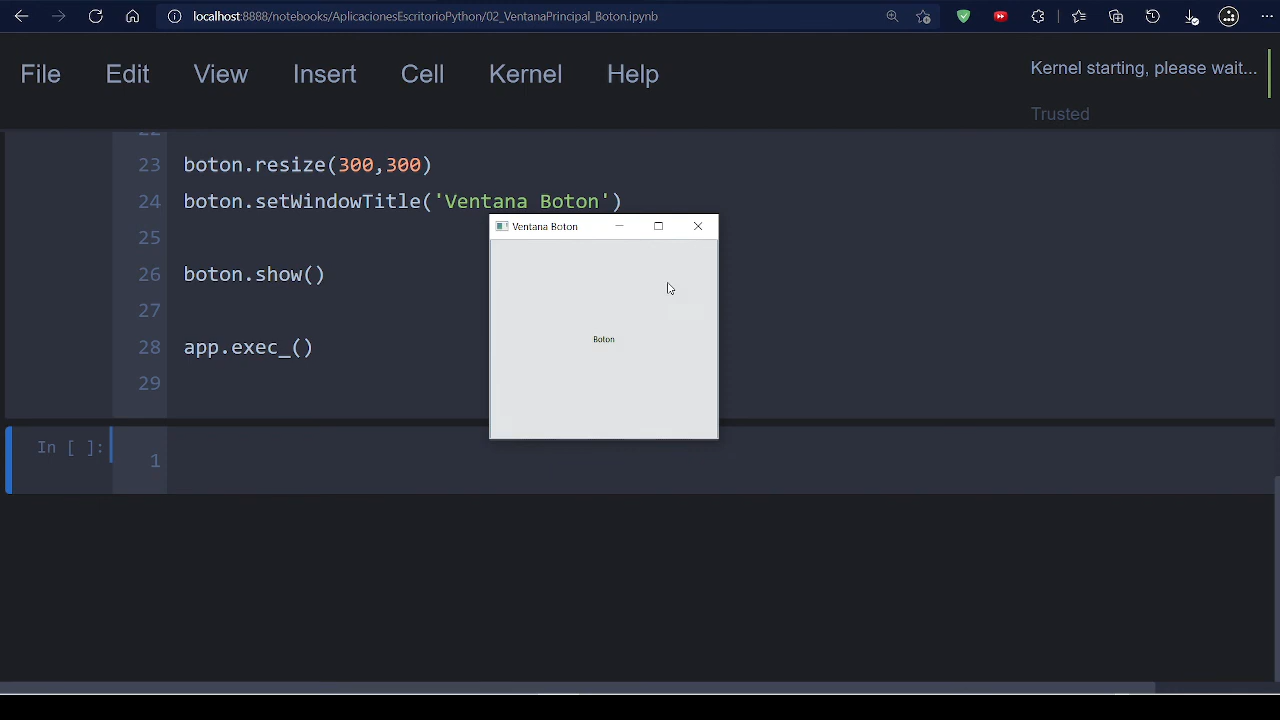 localhost:8888/notebooks/AplicacionesEscritorioPython/02_VentanaPrincipal_Boton.ipynb
File Edit View Insert Cell Kernel Help
Kernel starting, please wait...
Trusted
22
23 boton.resize(300,300)
24 boton.setWindowTitle('Ventana Boton')
25
26 boton.show()
27
28 app.exec_()
29
Ventana Boton
Boton
In [ ]:
1